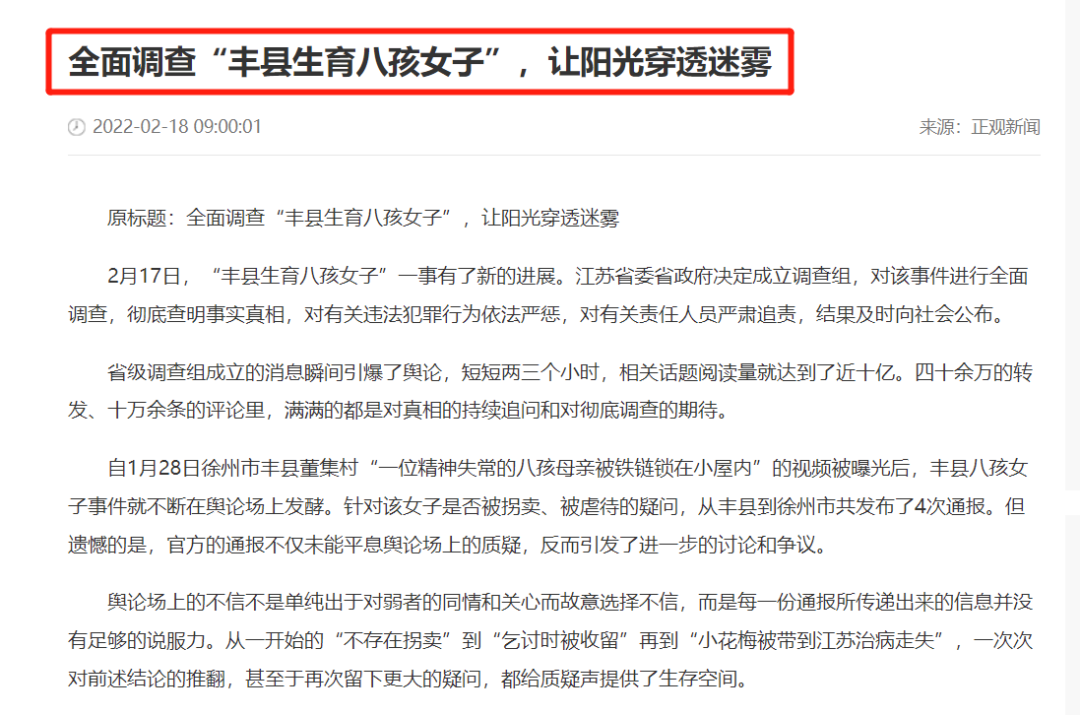 全面调查“丰县生育八孩女子”，让阳光穿透迷雾
2022-02-18 09:00:01
来源：正观新闻
原标题：全面调查“丰县生育八孩女子”，让阳光穿透迷雾
2月17日，“丰县生育八孩女子”一事有了新的进展。江苏省委省政府决定成立调查组，对该事件进行全面
调查，彻底查明事实真相，对有关违法犯罪行为依法严惩，对有关责任人员严肃追责，结果及时向社会公布。
省级调查组成立的消息瞬间引爆了舆论，短短两三个小时，相关话题阅读量就达到了近十亿。四十余万的转
发、十万余条的评论里，满满的都是对真相的持续追问和对彻底调查的期待。
自1月28日徐州市丰县董集村“一位精神失常的八孩母亲被铁链锁在小屋内”的视频被曝光后，丰县八孩女
子事件就不断在舆论场上发酵。针对该女子是否被拐卖、被虐待的疑问，从丰县到徐州市共发布了4次通报。但
遗憾的是，官方的通报不仅未能平息舆论场上的质疑，反而引发了进一步的讨论和争议。
舆论场上的不信不是单纯出于对弱者的同情和关心而故意选择不信，而是每一份通报所传递出来的信息并没
有足够的说服力。从一开始的“不存在拐卖”到“乞讨时被收留”再到“小花梅被带到江苏治病走失”，一次次
对前述结论的推翻，甚至于再次留下更大的疑问，都给质疑声提供了生存空间。